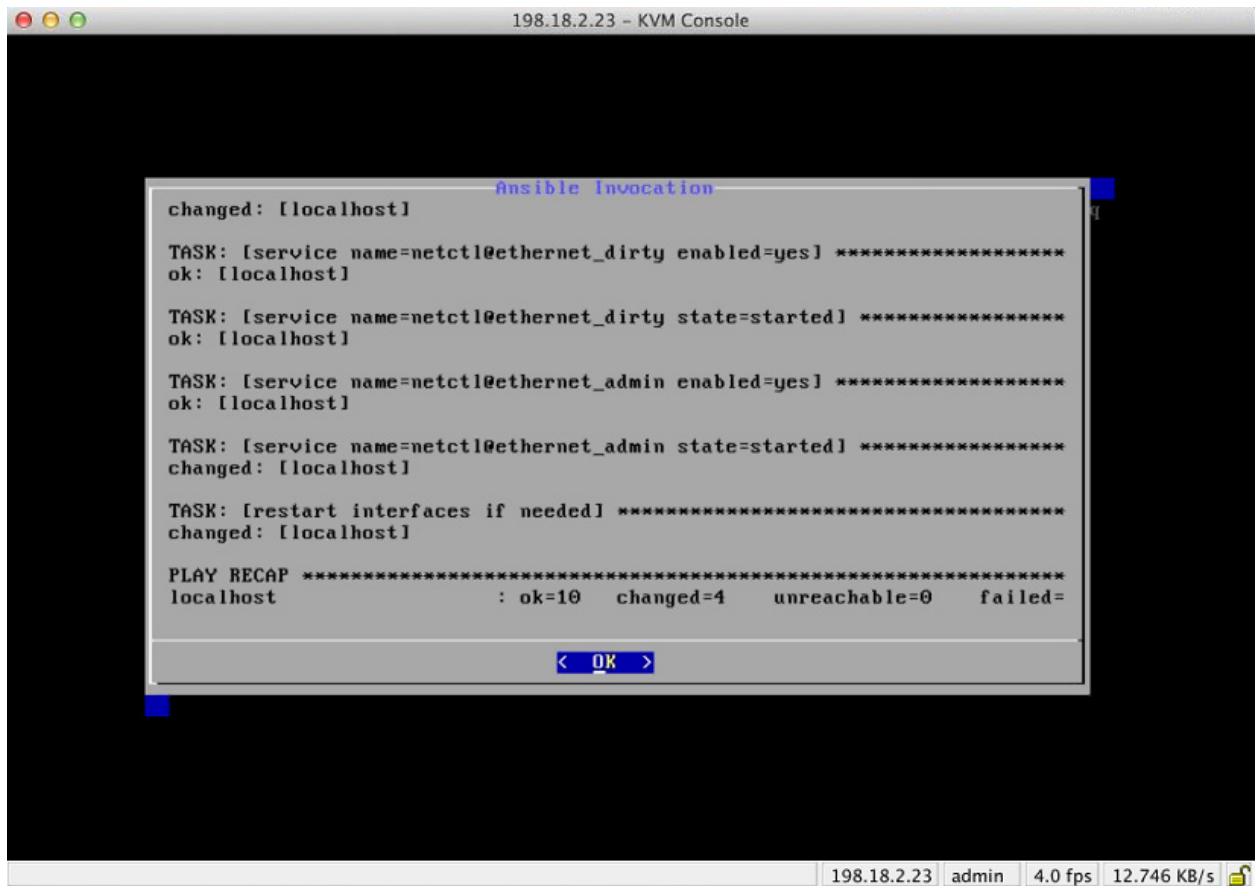 198.18.2.23 – KVM Console
Ansible Invocation
changed: [localhost]
TASK: [service name=netctl@ethernet_dirty enabled=yes] *******************
ok: [localhost]
TASK: [service name=netctl@ethernet_dirty state=started] *****************
ok: [localhost]
TASK: [service name=netctl@ethernet_admin enabled=yes] *******************
ok: [localhost]
TASK: [service name=netctl@ethernet_admin state=started] *****************
changed: [localhost]
TASK: [restart interfaces if needed] *************************************
changed: [localhost]
PLAY RECAP ***************************************************************
localhost : ok=10 changed=4 unreachable=0 failed=
< OK >
q
198.18.2.23 admin 4.0 fps 12.746 KB/s